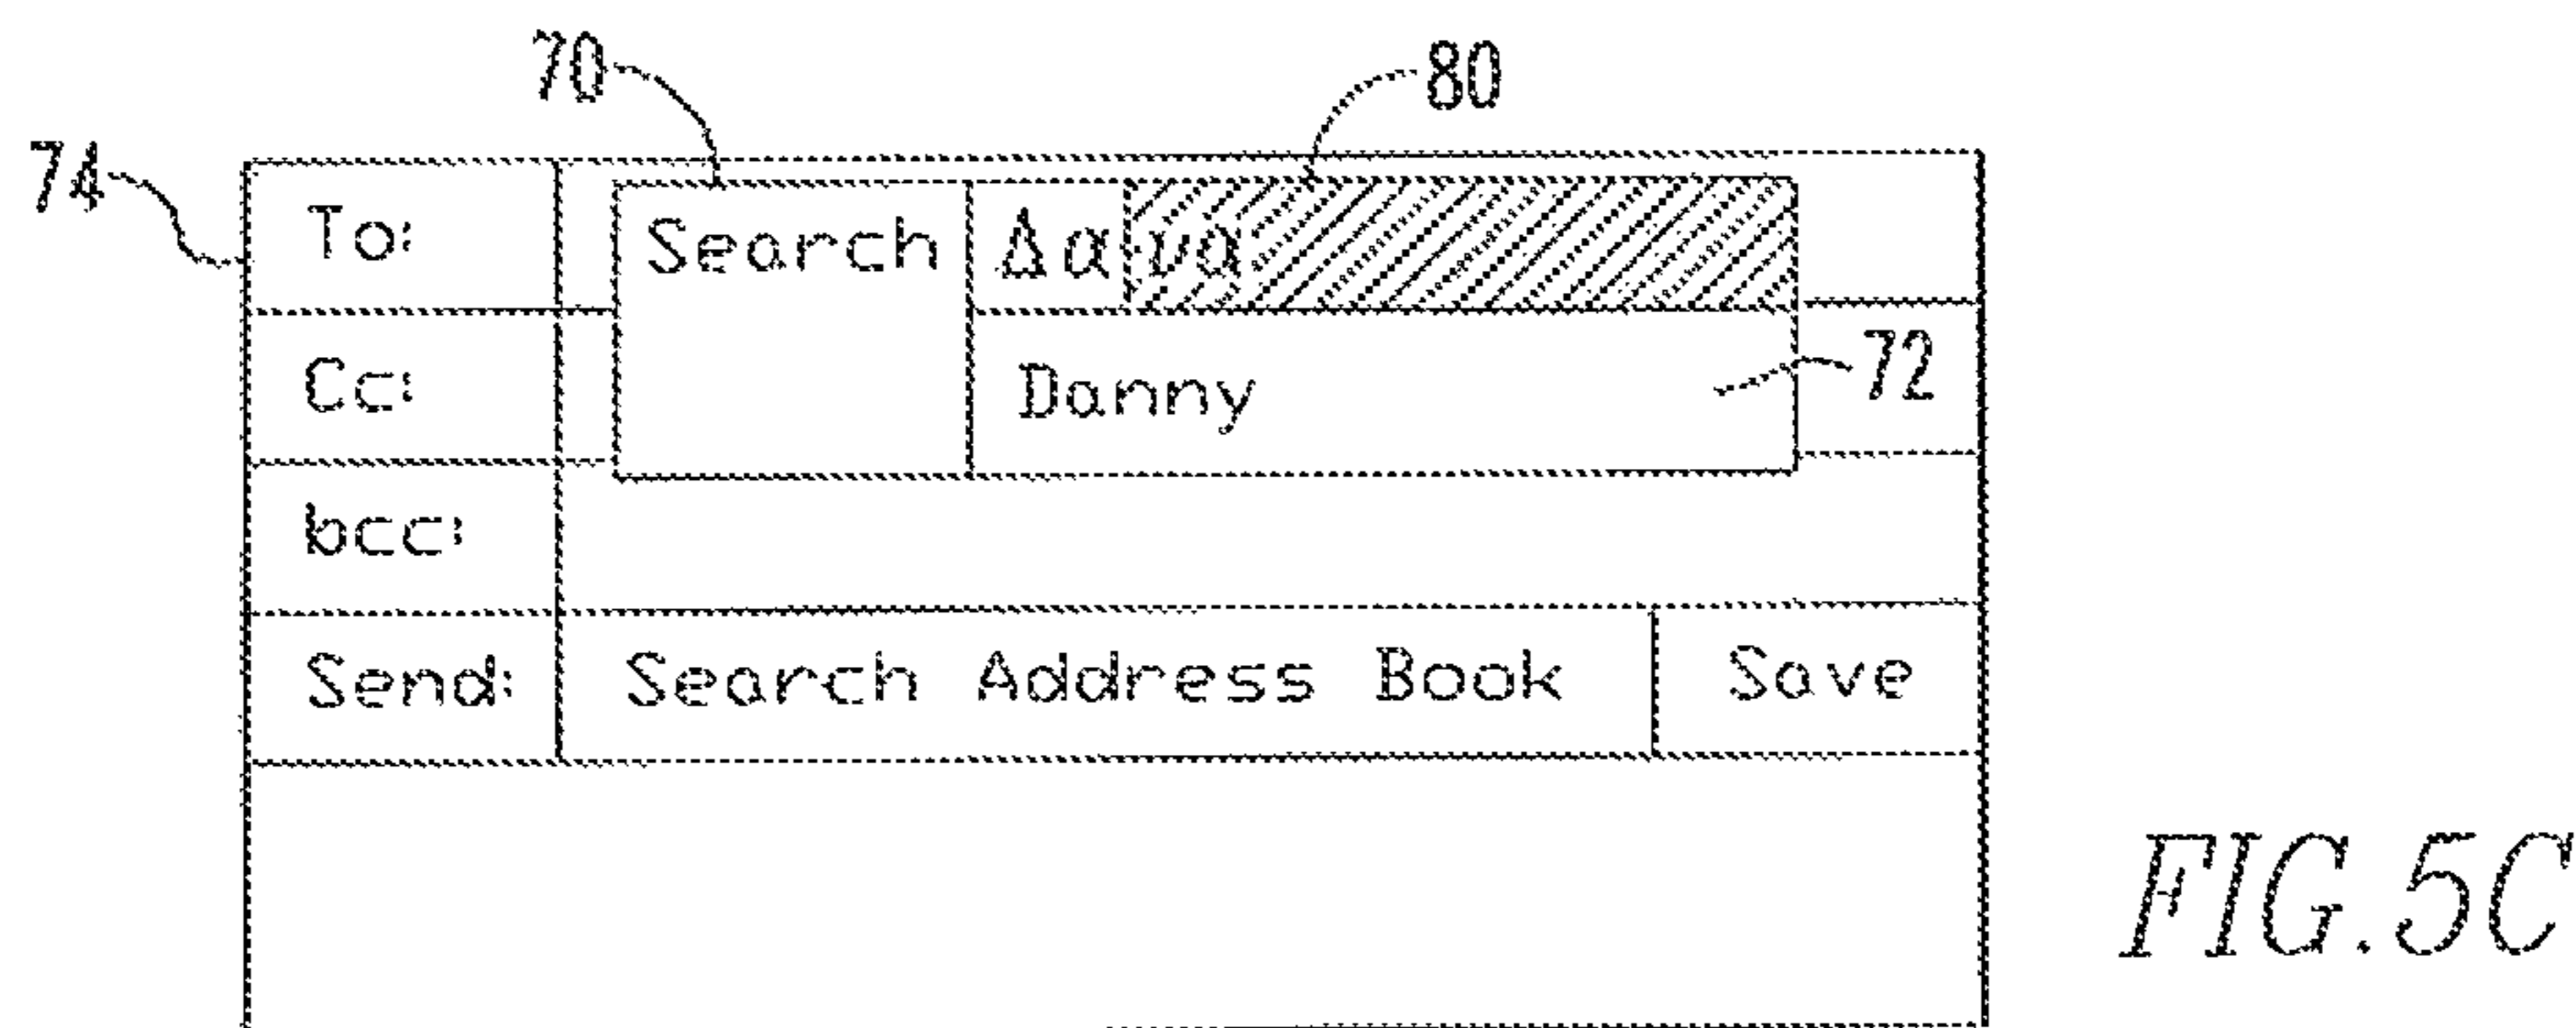 70
80
74
To:
Search Δανα
Cc:
Danny
72
bcc:
Send: Search Address Book Save
FIG.5C